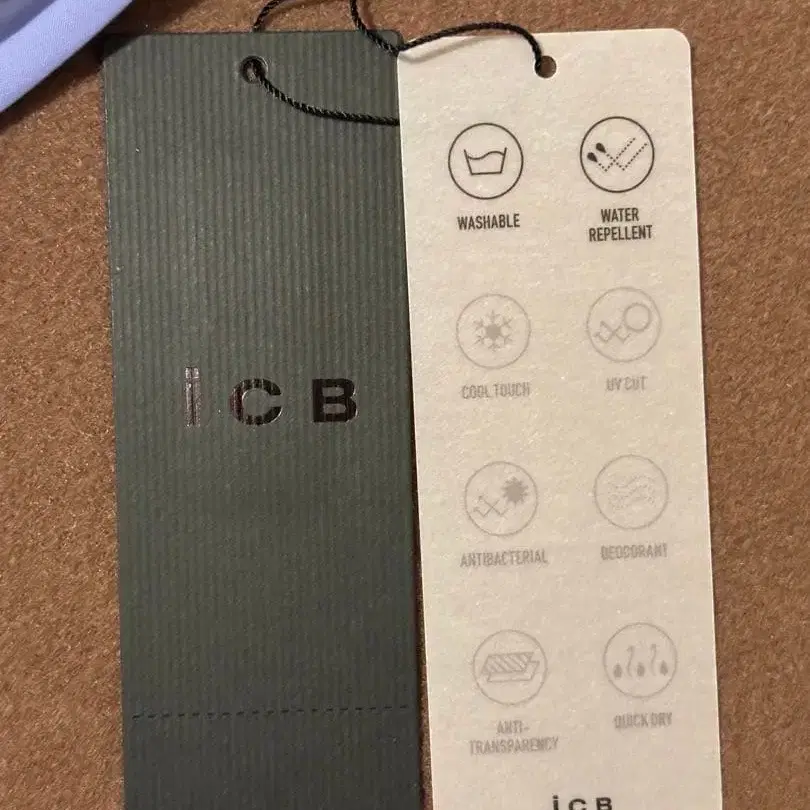 iCB
WASHABLE
WATER
REPELLENT
COOL TOUCH
UV CUT
ANTIBACTERIAL
DEODORANT
ANTI-
TRANSPARENCY
QUICK DRY
iCB